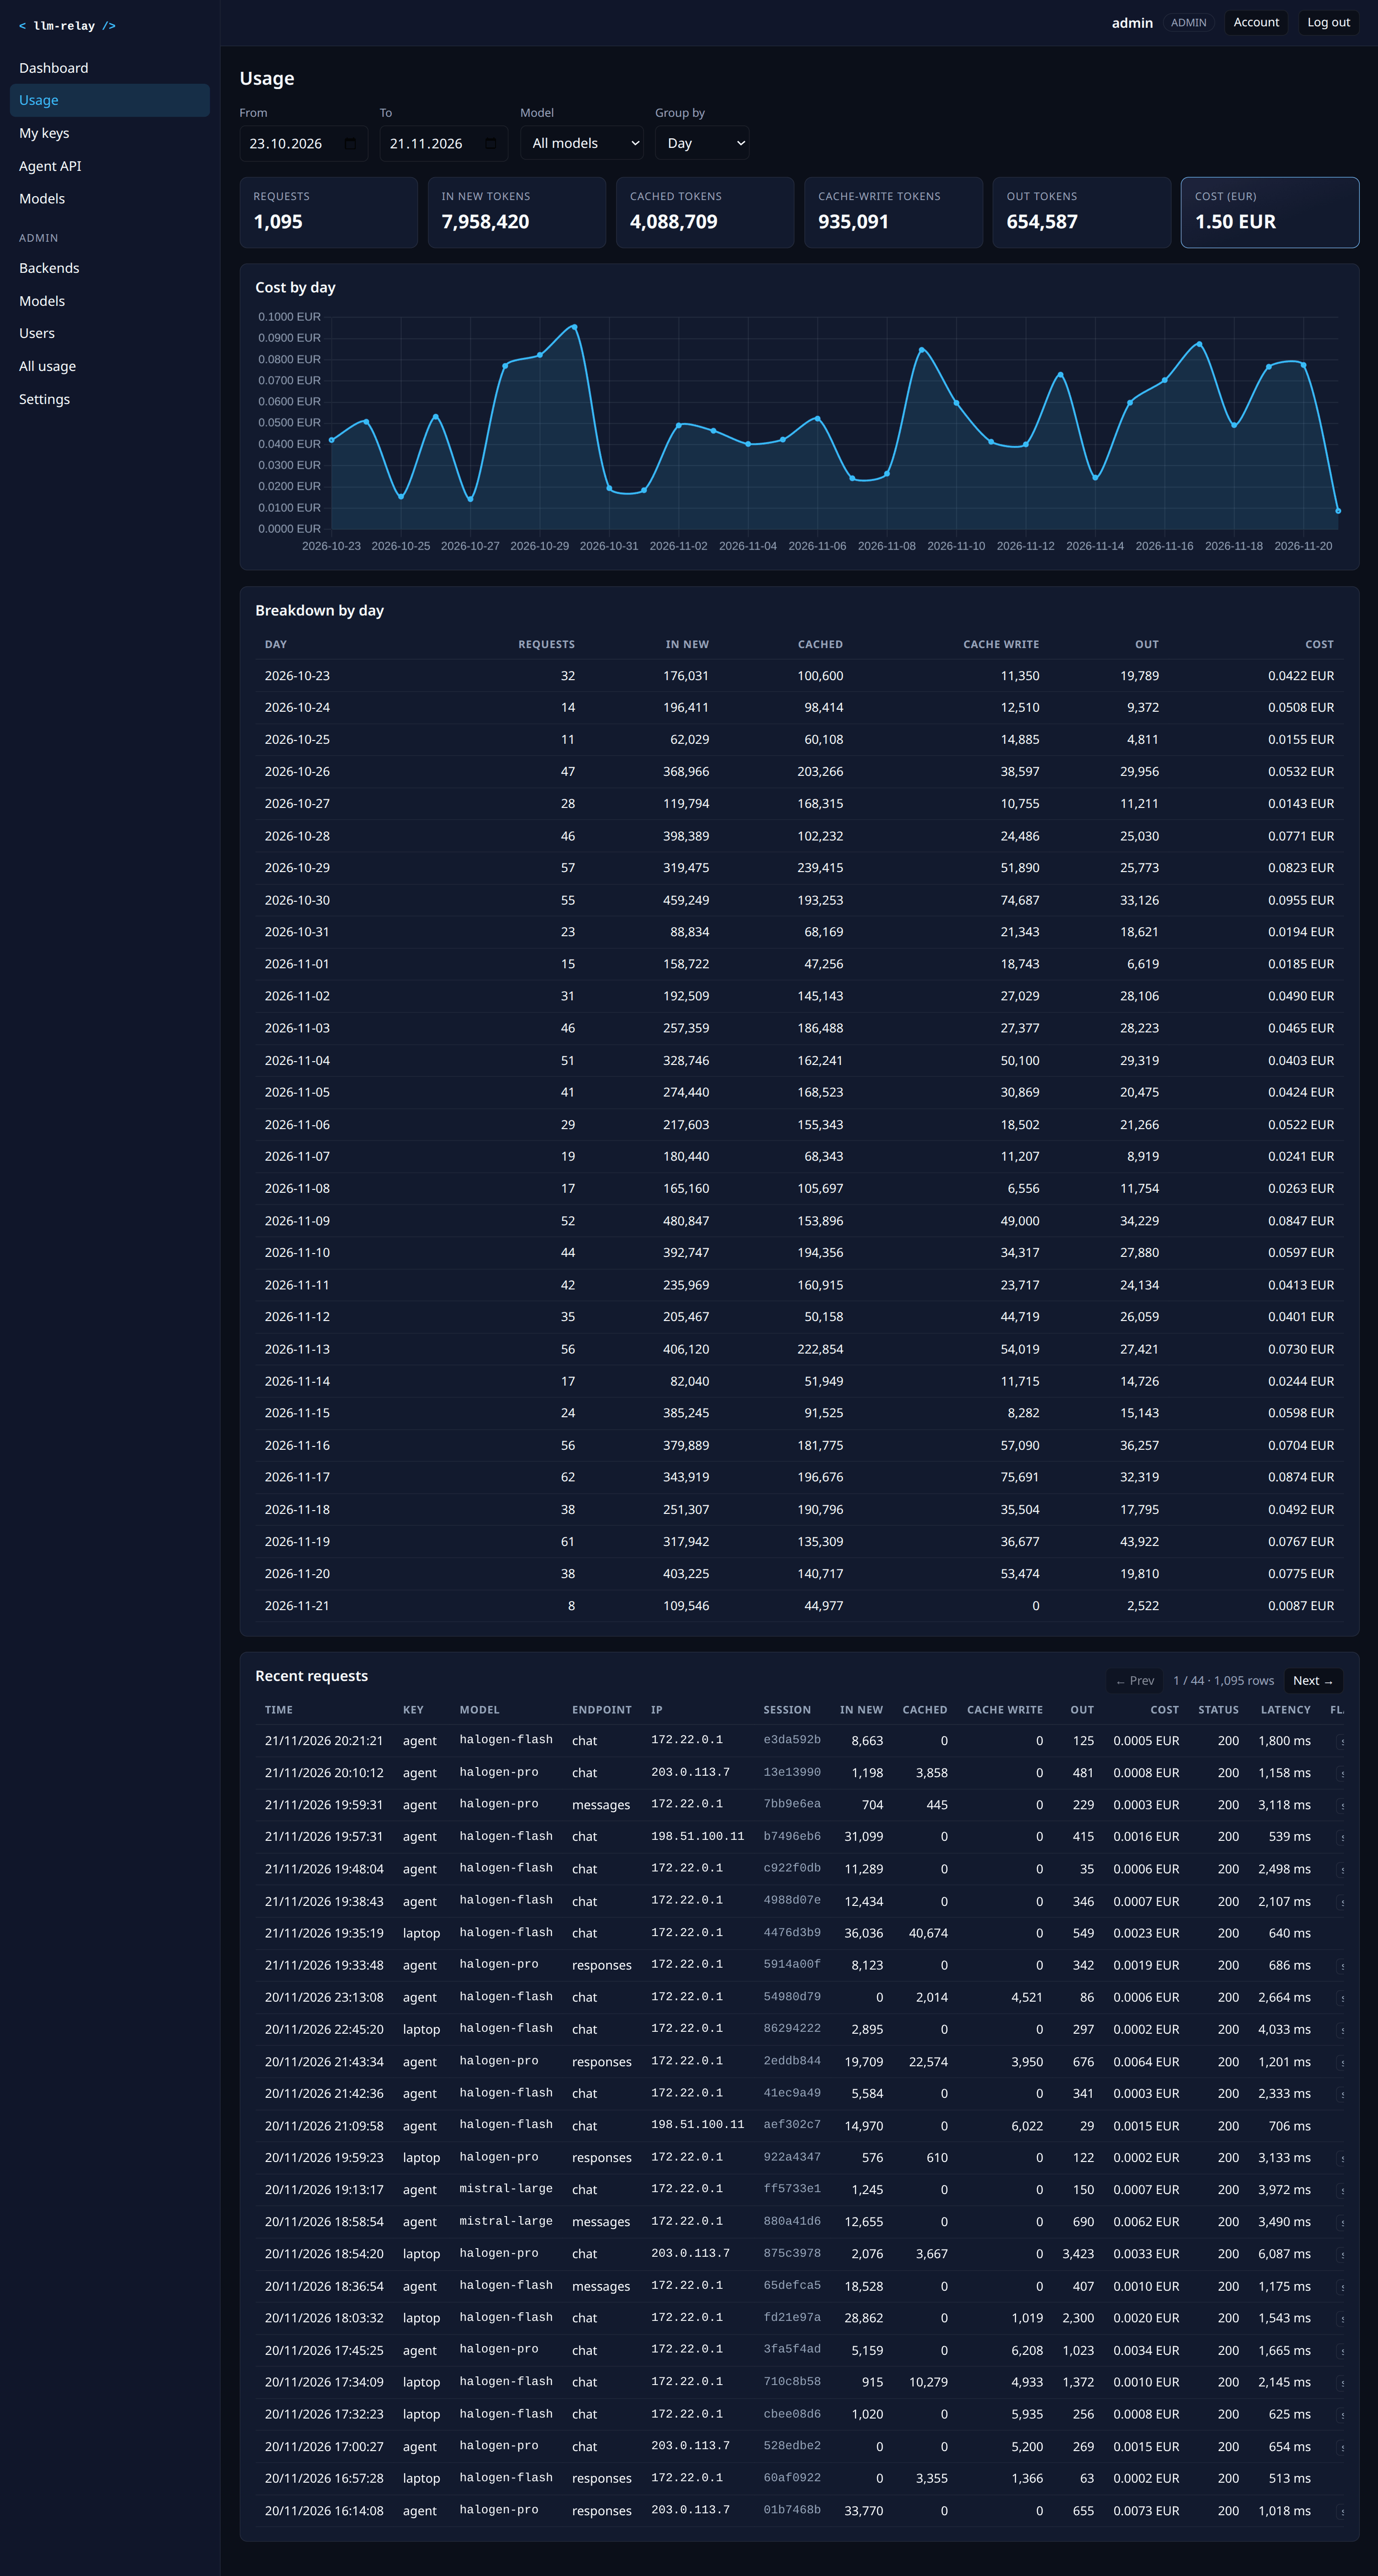 < llm-relay />
admin ADMIN Account Log out
Dashboard
Usage
My keys
Agent API
Models
ADMIN
Backends
Models
Users
All usage
Settings
Usage
From To Model Group by
23.10.2026 21.11.2026 All models Day
REQUESTS IN NEW TOKENS CACHED TOKENS CACHE-WRITE TOKENS OUT TOKENS COST (EUR)
1,095 7,958,420 4,088,709 935,091 654,587 1.50 EUR
Cost by day
0.1000 EUR
0.0900 EUR
0.0800 EUR
0.0700 EUR
0.0600 EUR
0.0500 EUR
0.0400 EUR
0.0300 EUR
0.0200 EUR
0.0100 EUR
0.0000 EUR
2026-10-23 2026-10-25 2026-10-27 2026-10-29 2026-10-31 2026-11-02 2026-11-04 2026-11-06 2026-11-08 2026-11-10 2026-11-12 2026-11-14 2026-11-16 2026-11-18 2026-11-20
Breakdown by day
DAY REQUESTS IN NEW CACHED CACHE WRITE OUT COST
2026-10-23 32 176,031 100,600 11,350 19,789 0.0422 EUR
2026-10-24 14 196,411 98,414 12,510 9,372 0.0508 EUR
2026-10-25 11 62,029 60,108 14,885 4,811 0.0155 EUR
2026-10-26 47 368,966 203,266 38,597 29,956 0.0532 EUR
2026-10-27 28 119,794 168,315 10,755 11,211 0.0143 EUR
2026-10-28 46 398,389 102,232 24,486 25,030 0.0771 EUR
2026-10-29 57 319,475 239,415 51,890 25,773 0.0823 EUR
2026-10-30 55 459,249 193,253 74,687 33,126 0.0955 EUR
2026-10-31 23 88,834 68,169 21,343 18,621 0.0194 EUR
2026-11-01 15 158,722 47,256 18,743 6,619 0.0185 EUR
2026-11-02 31 192,509 145,143 27,029 28,106 0.0490 EUR
2026-11-03 46 257,359 186,488 27,377 28,223 0.0465 EUR
2026-11-04 51 328,746 162,241 50,100 29,319 0.0403 EUR
2026-11-05 41 274,440 168,523 30,869 20,475 0.0424 EUR
2026-11-06 29 217,603 155,343 18,502 21,266 0.0522 EUR
2026-11-07 19 180,440 68,343 11,207 8,919 0.0241 EUR
2026-11-08 17 165,160 105,697 6,556 11,754 0.0263 EUR
2026-11-09 52 480,847 153,896 49,000 34,229 0.0847 EUR
2026-11-10 44 392,747 194,356 34,317 27,880 0.0597 EUR
2026-11-11 42 235,969 160,915 23,717 24,134 0.0413 EUR
2026-11-12 35 205,467 50,158 44,719 26,059 0.0401 EUR
2026-11-13 56 406,120 222,854 54,019 27,421 0.0730 EUR
2026-11-14 17 82,040 51,949 11,715 14,726 0.0244 EUR
2026-11-15 24 385,245 91,525 8,282 15,143 0.0598 EUR
2026-11-16 56 379,889 181,775 57,090 36,257 0.0704 EUR
2026-11-17 62 343,919 196,676 75,691 32,319 0.0874 EUR
2026-11-18 38 251,307 190,796 35,504 17,795 0.0492 EUR
2026-11-19 61 317,942 135,309 36,677 43,922 0.0767 EUR
2026-11-20 38 403,225 140,717 53,474 19,810 0.0775 EUR
2026-11-21 8 109,546 44,977 0 2,522 0.0087 EUR
Recent requests ← Prev 1 / 44 · 1,095 rows Next →
TIME KEY MODEL ENDPOINT IP SESSION IN NEW CACHED CACHE WRITE OUT COST STATUS LATENCY
21/11/2026 20:21:21 agent halogen-flash chat 172.22.0.1 e3da592b 8,663 0 0 125 0.0005 EUR 200 1,800 ms
21/11/2026 20:10:12 agent halogen-pro chat 203.0.113.7 13e13990 1,198 3,858 0 481 0.0008 EUR 200 1,158 ms
21/11/2026 19:59:31 agent halogen-pro messages 172.22.0.1 7bb9e6ea 704 445 0 229 0.0003 EUR 200 3,118 ms
21/11/2026 19:57:31 agent halogen-flash chat 198.51.100.11 b7496eb6 31,099 0 0 415 0.0016 EUR 200 539 ms
21/11/2026 19:48:04 agent halogen-flash chat 172.22.0.1 c922f0db 11,289 0 0 35 0.0006 EUR 200 2,498 ms
21/11/2026 19:38:43 agent halogen-flash chat 172.22.0.1 4988d07e 12,434 0 0 346 0.0007 EUR 200 2,107 ms
21/11/2026 19:35:19 laptop halogen-flash chat 172.22.0.1 4476d3b9 36,036 40,674 0 549 0.0023 EUR 200 640 ms
21/11/2026 19:33:48 agent halogen-pro responses 172.22.0.1 5914a00f 8,123 0 0 342 0.0019 EUR 200 686 ms
20/11/2026 23:13:08 agent halogen-flash chat 172.22.0.1 54980d79 0 2,014 4,521 86 0.0006 EUR 200 2,664 ms
20/11/2026 22:45:20 laptop halogen-flash chat 172.22.0.1 86294222 2,895 0 0 297 0.0002 EUR 200 4,033 ms
20/11/2026 21:43:34 agent halogen-pro responses 172.22.0.1 2eddb844 19,709 22,574 3,950 676 0.0064 EUR 200 1,201 ms
20/11/2026 21:42:36 agent halogen-flash chat 172.22.0.1 41ec9a49 5,584 0 0 341 0.0003 EUR 200 2,333 ms
20/11/2026 21:09:58 agent halogen-flash chat 198.51.100.11 aef302c7 14,970 0 6,022 29 0.0015 EUR 200 706 ms
20/11/2026 19:59:23 laptop halogen-pro responses 172.22.0.1 922a4347 576 610 0 122 0.0002 EUR 200 3,133 ms
20/11/2026 19:13:17 agent mistral-large chat 172.22.0.1 ff5733e1 1,245 0 0 150 0.0007 EUR 200 3,972 ms
20/11/2026 18:58:54 agent mistral-large messages 172.22.0.1 880a41d6 12,655 0 0 690 0.0062 EUR 200 3,490 ms
20/11/2026 18:54:20 laptop halogen-pro chat 203.0.113.7 875c3978 2,076 3,667 0 3,423 0.0033 EUR 200 6,087 ms
20/11/2026 18:36:54 agent halogen-flash messages 172.22.0.1 65defca5 18,528 0 0 407 0.0010 EUR 200 1,175 ms
20/11/2026 18:03:32 laptop halogen-flash chat 172.22.0.1 fd21e97a 28,862 0 1,019 2,300 0.0020 EUR 200 1,543 ms
20/11/2026 17:45:25 agent halogen-pro chat 172.22.0.1 3fa5f4ad 5,159 0 6,208 1,023 0.0034 EUR 200 1,665 ms
20/11/2026 17:34:09 laptop halogen-flash chat 172.22.0.1 710c8b58 915 10,279 4,933 1,372 0.0010 EUR 200 2,145 ms
20/11/2026 17:32:23 laptop halogen-flash chat 172.22.0.1 cbee08d6 1,020 0 5,935 256 0.0008 EUR 200 625 ms
20/11/2026 17:00:27 agent halogen-pro chat 203.0.113.7 528edbe2 0 0 5,200 269 0.0015 EUR 200 654 ms
20/11/2026 16:57:28 laptop halogen-flash responses 172.22.0.1 60af0922 0 3,355 1,366 63 0.0002 EUR 200 513 ms
20/11/2026 16:14:08 agent halogen-pro responses 203.0.113.7 01b7468b 33,770 0 0 655 0.0073 EUR 200 1,018 ms